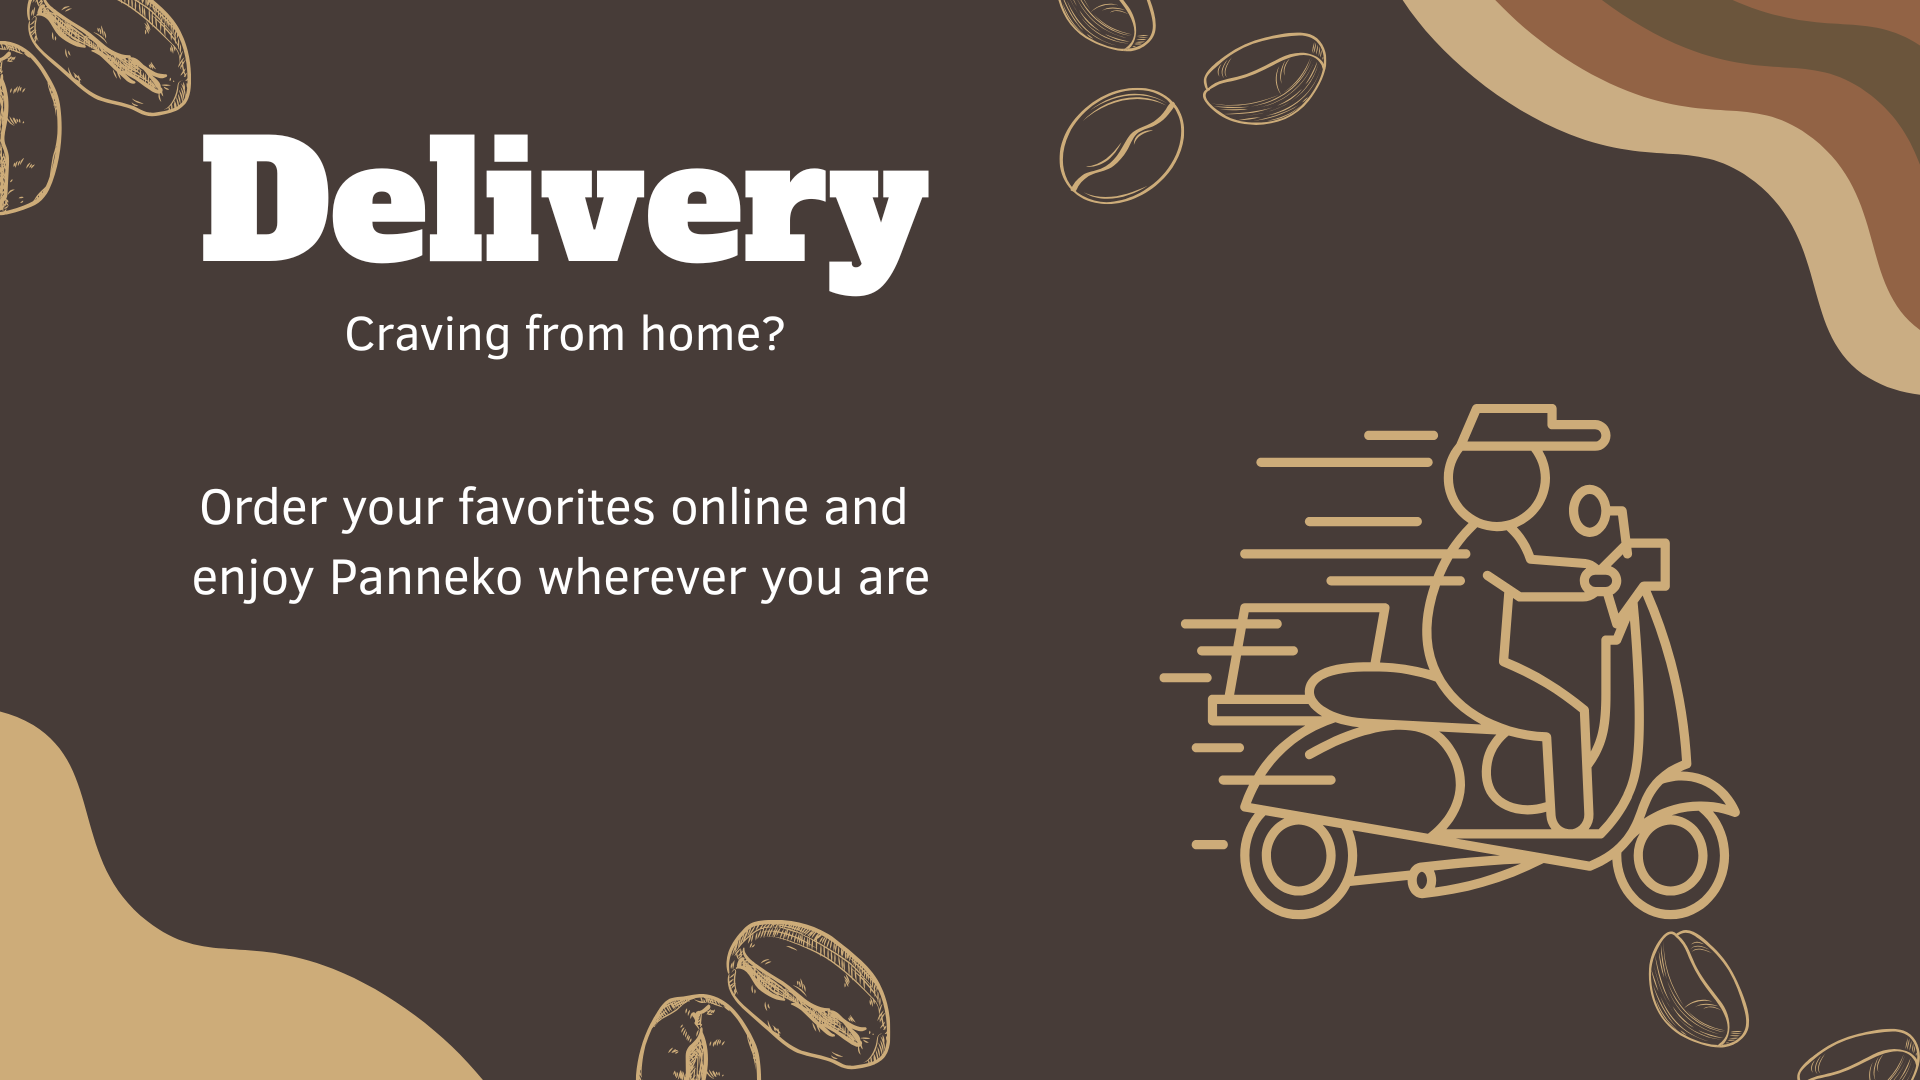 Delivery
Craving from home?
Order your favorites online and
enjoy Panneko wherever you are